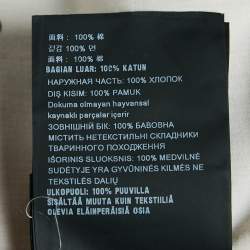 面料: 100% 棉
겉감: 100% 면
面料: 100% 棉
BAGIAN LUAR: 100% KATUN
НАРУЖНАЯ ЧАСТЬ: 100% ХЛОПОК
DIŞ KISIM: 100% PAMUK
Dokuma olmayan hayvansal
kaynaklı parçalar içerir
ЗОВНІШНІЙ БІК: 100% БАВОВНА
МІСТИТЬ НЕТЕКСТИЛЬНІ СКЛАДНИКИ
ТВАРИННОГО ПОХОДЖЕННЯ
IŠORINIS SLUOKSNIS: 100% MEDVILNĖ
SUDĖTYJE YRA GYVŪNINĖS KILMĖS NE
TEKSTILĖS DALIŲ
ULKOPUOLI: 100% PUUVILLA
SISÄLTÄÄ MUUTA KUIN TEKSTIILIÄ
OLEVIA ELÄINPERÄISIÄ OSIA